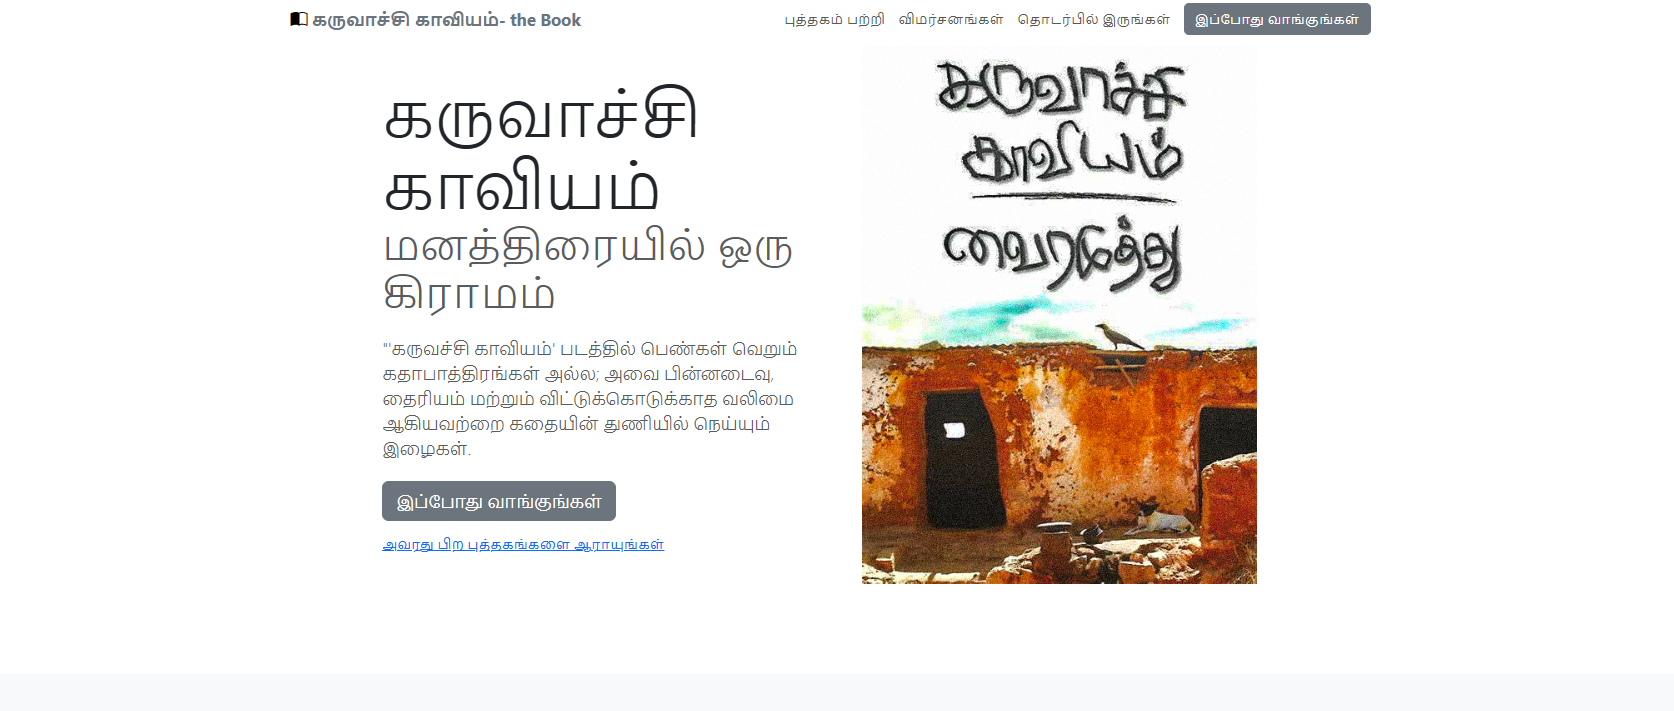 கருவாச்சி காவியம்- the Book
புத்தகம் பற்றி விமர்சனங்கள் தொடர்பில் இருங்கள் இப்போது வாங்குங்கள்
கருவாச்சி
காவியம்
மனத்திரையில் ஒரு
கிராமம்
"'கருவச்சி காவியம்' படத்தில் பெண்கள் வெறும்
கதாபாத்திரங்கள் அல்ல; அவை பின்னடைவு,
தைரியம் மற்றும் விட்டுக்கொடுக்காத வலிமை
ஆகியவற்றை கதையின் துணியில் நெய்யும்
இழைகள்.
இப்போது வாங்குங்கள்
அவரது பிற புத்தகங்களை ஆராயுங்கள்
கருவாச்சி
காவியம்
வைரமுத்து